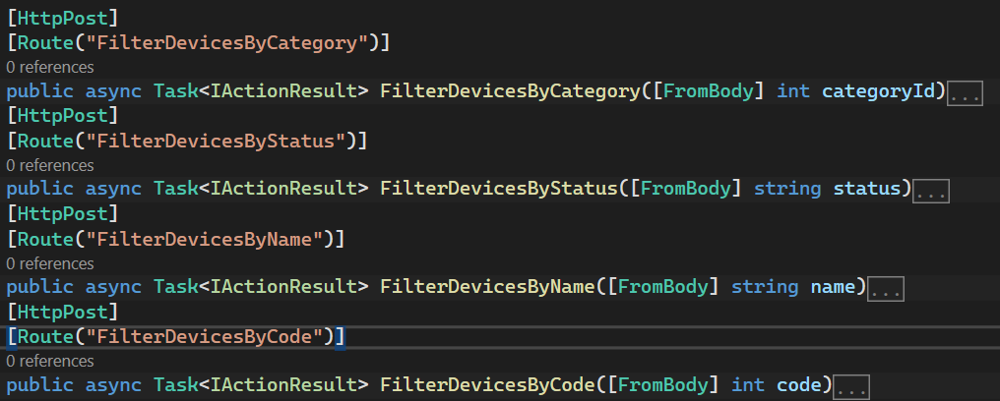 [HttpPost]
[Route("FilterDevicesByCategory")]
0 references
public async Task<IActionResult> FilterDevicesByCategory([FromBody] int categoryId)...
[HttpPost]
[Route("FilterDevicesByStatus")]
0 references
public async Task<IActionResult> FilterDevicesByStatus([FromBody] string status)...
[HttpPost]
[Route("FilterDevicesByName")]
0 references
public async Task<IActionResult> FilterDevicesByName([FromBody] string name)...
[HttpPost]
[Route("FilterDevicesByCode")]
0 references
public async Task<IActionResult> FilterDevicesByCode([FromBody] int code)...